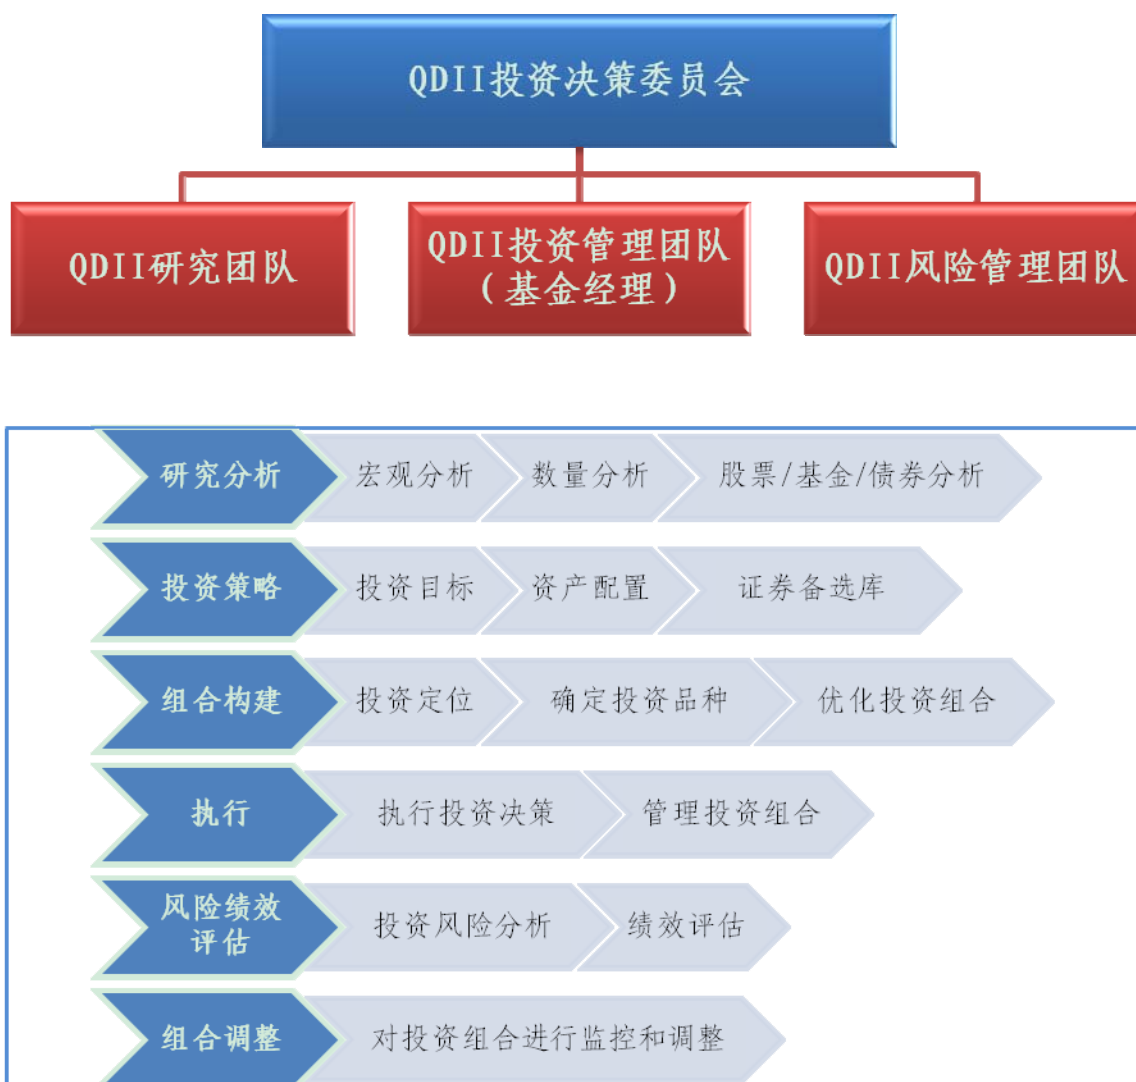 QDII投资决策委员会
QDII研究团队
QDII投资管理团队
（基金经理）
QDII风险管理团队
研究分析
宏观分析
数量分析
股票/基金/债券分析
投资策略
投资目标
资产配置
证券备选库
组合构建
投资定位
确定投资品种
优化投资组合
执行
执行投资决策
管理投资组合
风险绩效
评估
投资风险分析
绩效评估
组合调整
对投资组合进行监控和调整